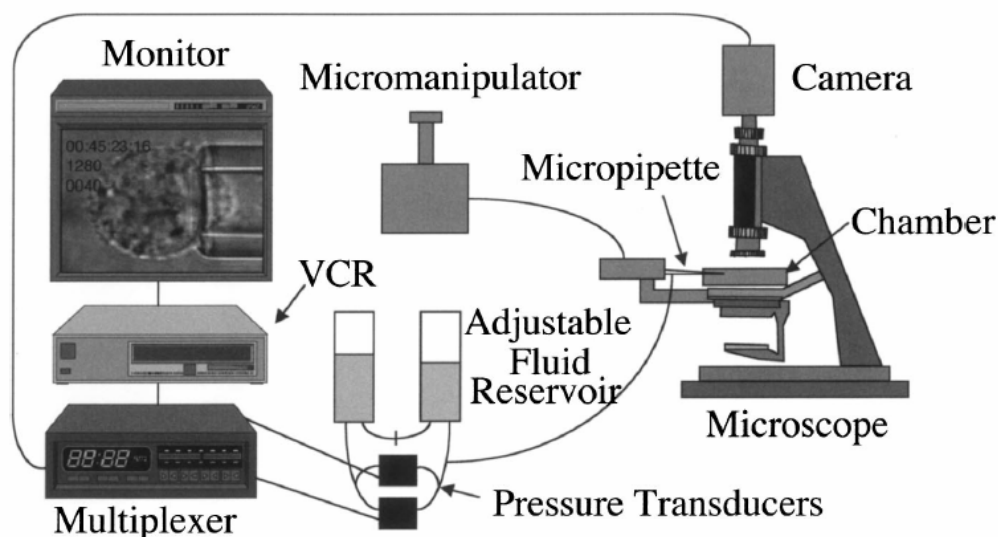 Monitor
Micromanipulator
Camera
00:45:23:16
1280
0040
Micropipette
Chamber
VCR
Adjustable
Fluid
Reservoir
Microscope
88:88
Pressure Transducers
Multiplexer